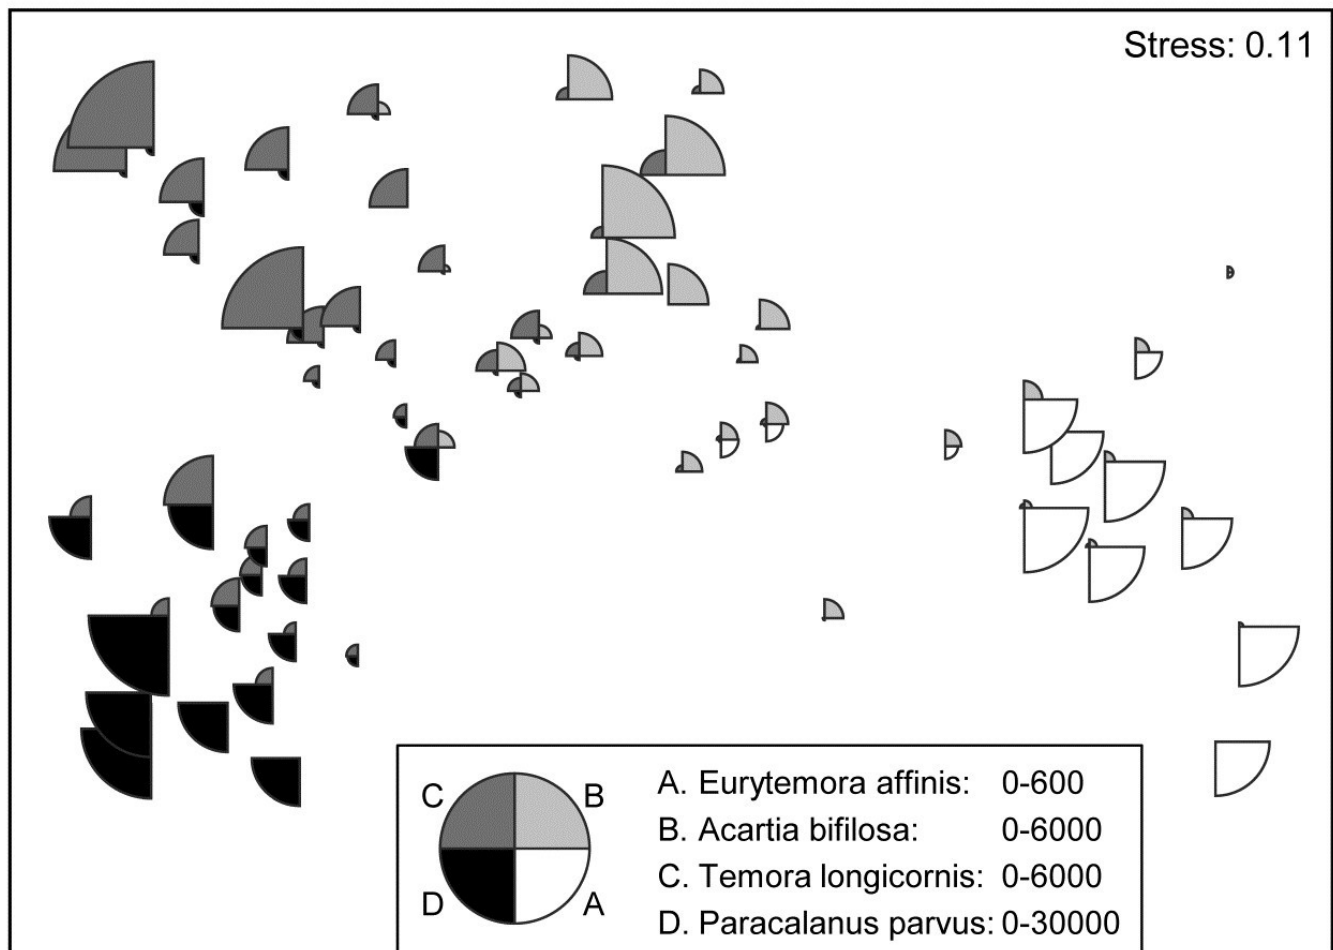 Stress: 0.11
C
B
D
A
A. Eurytemora affinis: 0-600
B. Acartia bifilosa: 0-6000
C. Temora longicornis: 0-6000
D. Paracalanus parvus: 0-30000